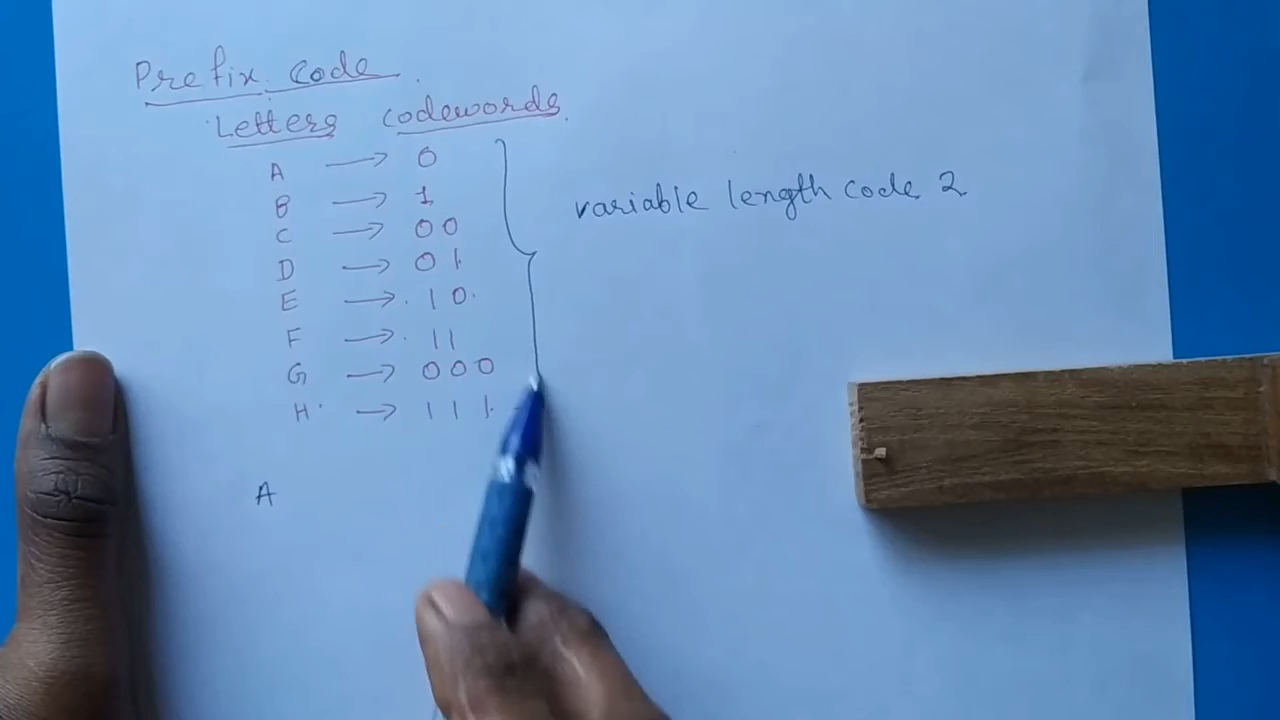 Prefix code
Letters codewords
A → 0
B → 1
C → 00
D → 01
E → 10
F → 11
G → 000
H → 111
variable length code 2
A